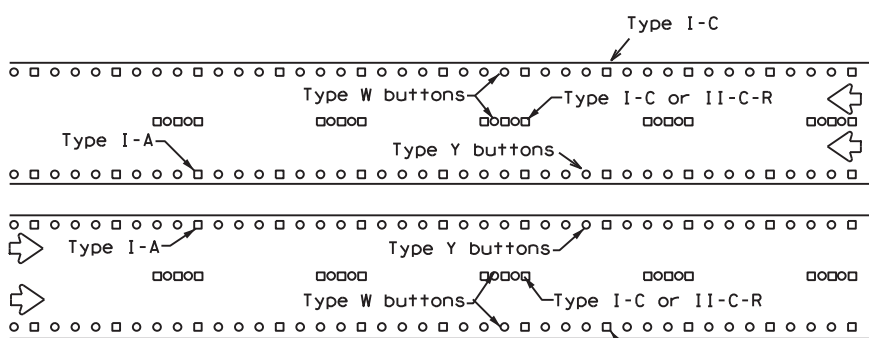 Type I-C
Type W buttons
Type I-C or II-C-R
Type I-A
Type Y buttons
Type I-A
Type Y buttons
Type W buttons
Type I-C or II-C-R